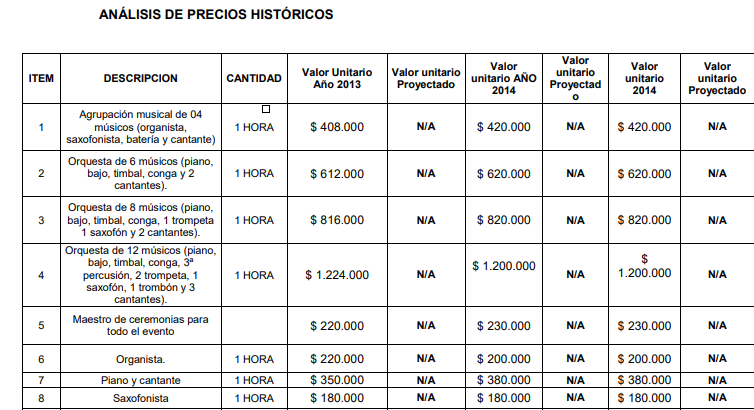 ANÁLISIS DE PRECIOS HISTÓRICOS
ITEM
DESCRIPCION
CANTIDAD
Valor Unitario
Año 2013
Valor unitario
Proyectado
Valor
unitario AÑO
2014
Valor
unitario
Proyectad
o
Valor
unitario
2014
Valor
unitario
Proyectado
1
Agrupación musical de 04
músicos (organista,
saxofonista, batería y cantante)
1 HORA
$ 408.000
N/A
$ 420.000
N/A
$ 420.000
N/A
2
Orquesta de 6 músicos (piano,
bajo, timbal, conga y 2
cantantes).
1 HORA
$ 612.000
N/A
$ 620.000
N/A
$ 620.000
N/A
3
Orquesta de 8 músicos (piano,
bajo, timbal, conga, 1 trompeta
1 saxofón y 2 cantantes).
1 HORA
$ 816.000
N/A
$ 820.000
N/A
$ 820.000
N/A
4
Orquesta de 12 músicos (piano,
bajo, timbal, conga, 3ª
percusión, 2 trompeta, 1
saxofón, 1 trombón y 3
cantantes).
1 HORA
$ 1.224.000
N/A
$ 1.200.000
N/A
$
1.200.000
N/A
5
Maestro de ceremonias para
todo el evento
$ 220.000
N/A
$ 230.000
N/A
$ 230.000
N/A
6
Organista.
1 HORA
$ 220.000
N/A
$ 200.000
N/A
$ 200.000
N/A
7
Piano y cantante
1 HORA
$ 350.000
N/A
$ 380.000
N/A
$ 380.000
N/A
8
Saxofonista
1 HORA
$ 180.000
N/A
$ 180.000
N/A
$ 180.000
N/A